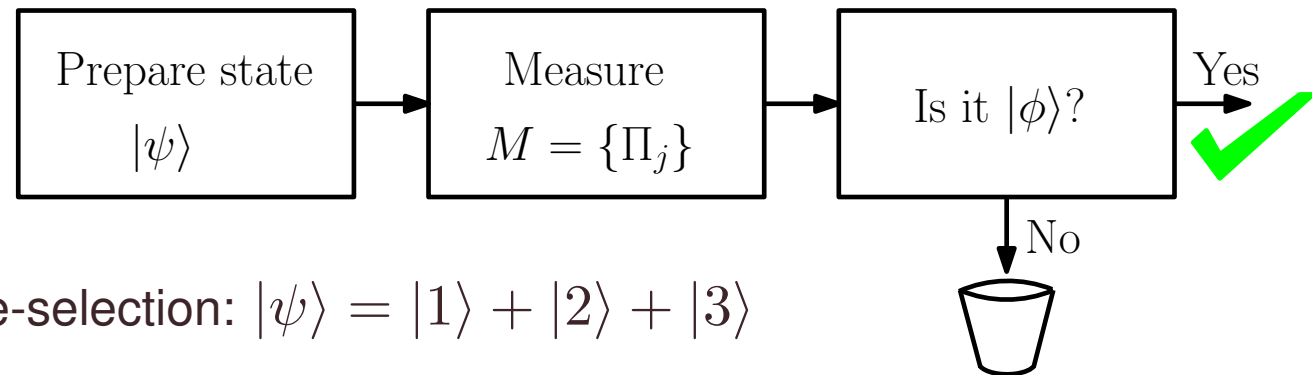 Prepare state
|ψ⟩
Measure
M = {Π_j}
Is it |ϕ⟩?
Yes
No
e-selection: |ψ⟩ = |1⟩ + |2⟩ + |3⟩